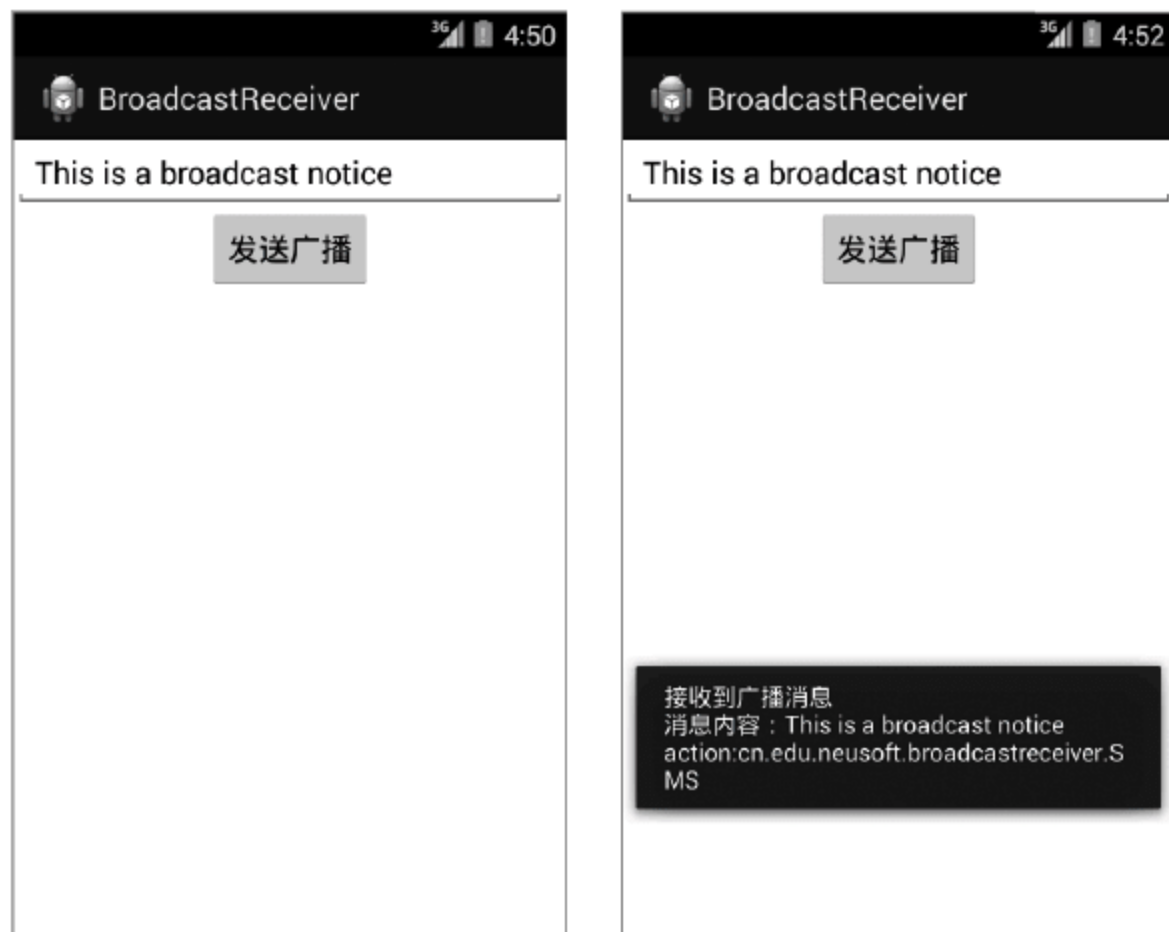 3G 4:50
BroadcastReceiver
This is a broadcast notice
发送广播
3G 4:52
BroadcastReceiver
This is a broadcast notice
发送广播
接收到广播消息
消息内容：This is a broadcast notice
action:cn.edu.neusoft.broadcastreceiver.S
MS